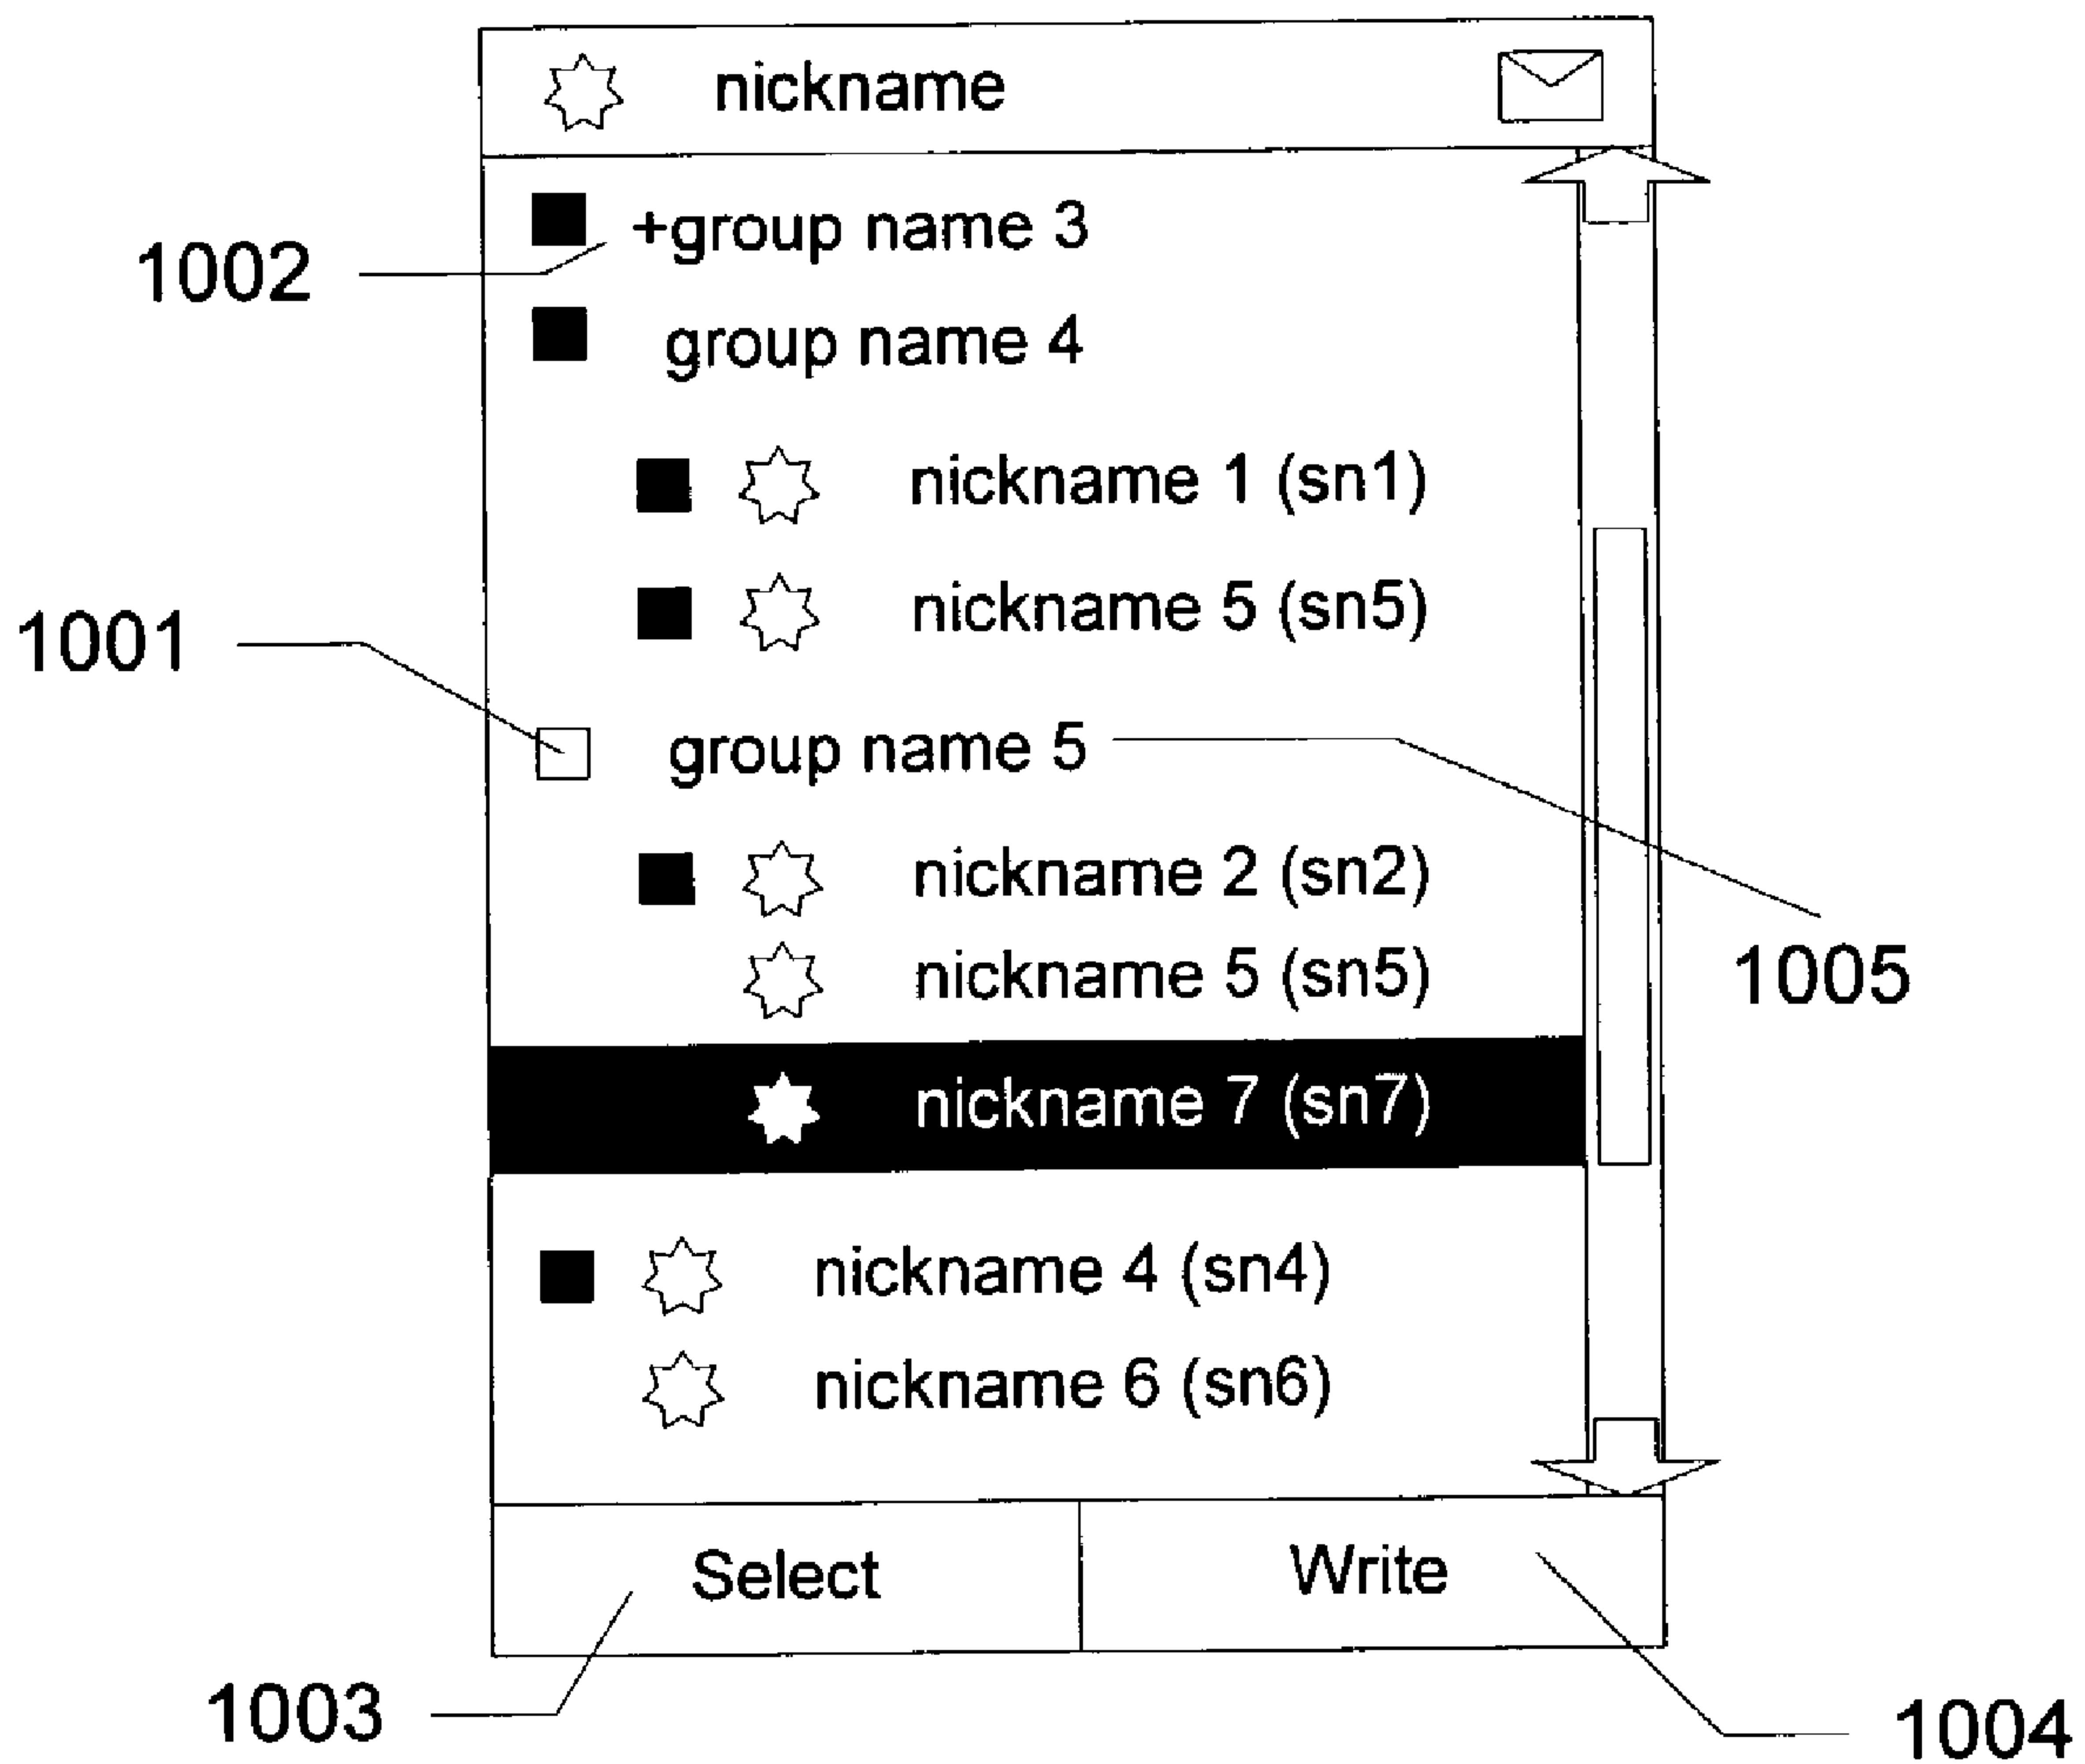 nickname
+group name 3
1002
group name 4
nickname 1 (sn1)
nickname 5 (sn5)
1001
group name 5
nickname 2 (sn2)
nickname 5 (sn5)
1005
nickname 7 (sn7)
nickname 4 (sn4)
nickname 6 (sn6)
Select
Write
1003
1004